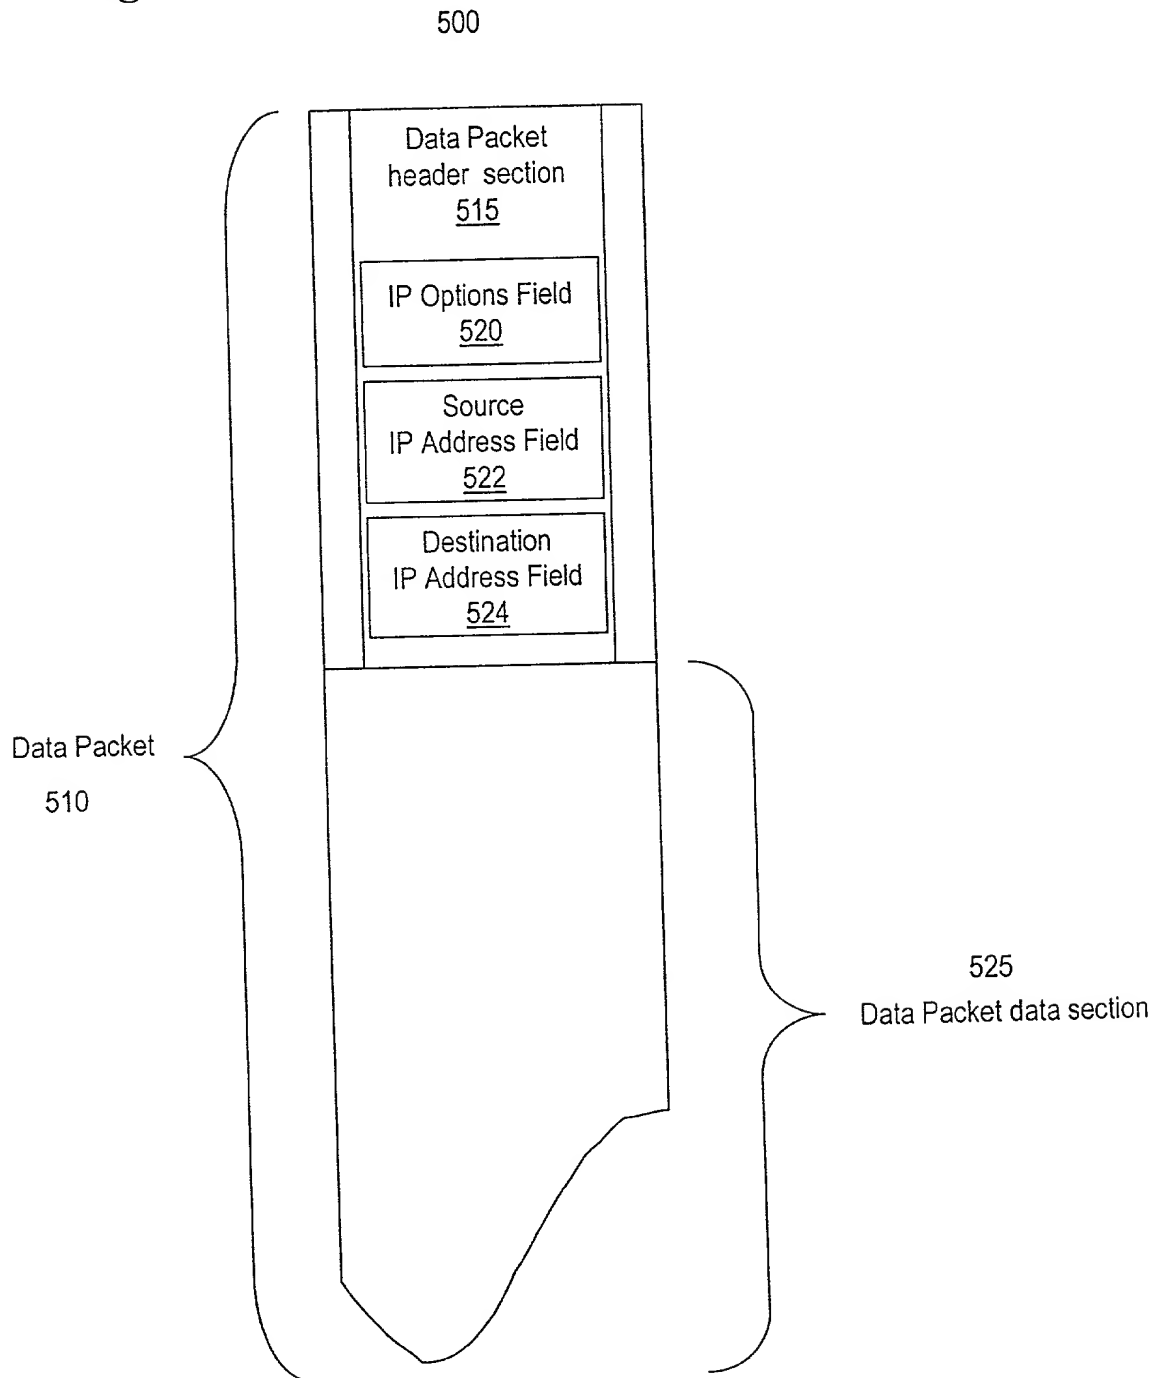 500
Data Packet
header section
515
IP Options Field
520
Source
IP Address Field
522
Destination
IP Address Field
524
Data Packet
510
525
Data Packet data section